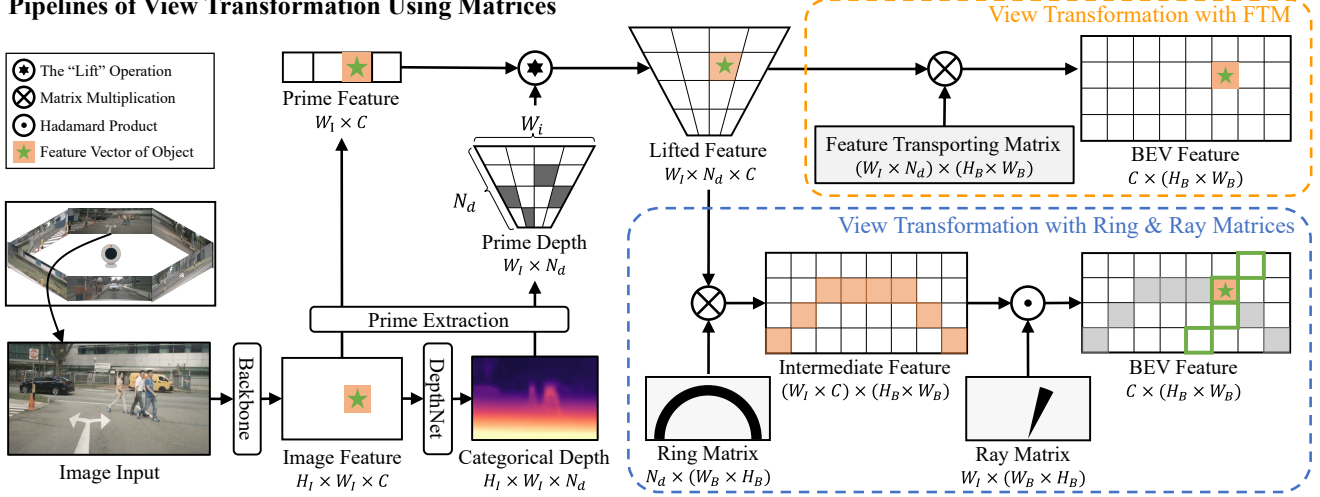 Pipelines of View Transformation Using Matrices
The “Lift” Operation
Matrix Multiplication
Hadamard Product
Feature Vector of Object
Prime Feature
W_I × C
W_i
N_d
Prime Depth
W_I × N_d
Lifted Feature
W_I × N_d × C
View Transformation with FTM
Feature Transporting Matrix
(W_I × N_d) × (H_B × W_B)
BEV Feature
C × (H_B × W_B)
View Transformation with Ring & Ray Matrices
Prime Extraction
Backbone
DepthNet
Image Input
Image Feature
H_I × W_I × C
Categorical Depth
H_I × W_I × N_d
Intermediate Feature
(W_I × C) × (H_B × W_B)
BEV Feature
C × (H_B × W_B)
Ring Matrix
N_d × (W_B × H_B)
Ray Matrix
W_I × (W_B × H_B)